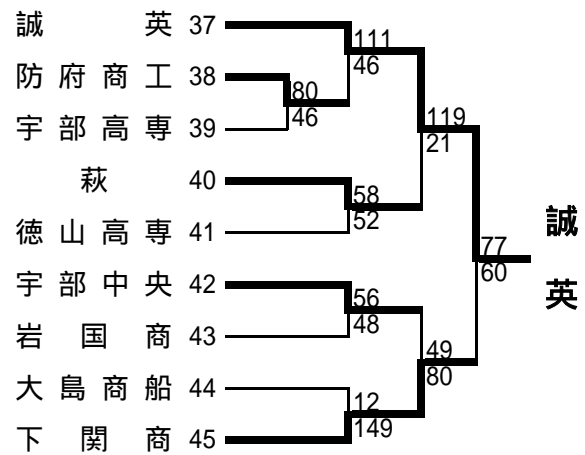 誠英 37
防府商工 38
宇部高専 39
萩 40
徳山高専 41
宇部中央 42
岩国商 43
大島商船 44
下関商 45
80
46
111
46
58
52
56
48
12
149
119
21
49
80
77
60
誠英